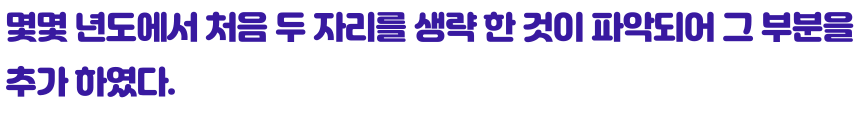 몇몇 년도에서 처음 두 자리를 생략 한 것이 파악되어 그 부분을
추가 하였다.